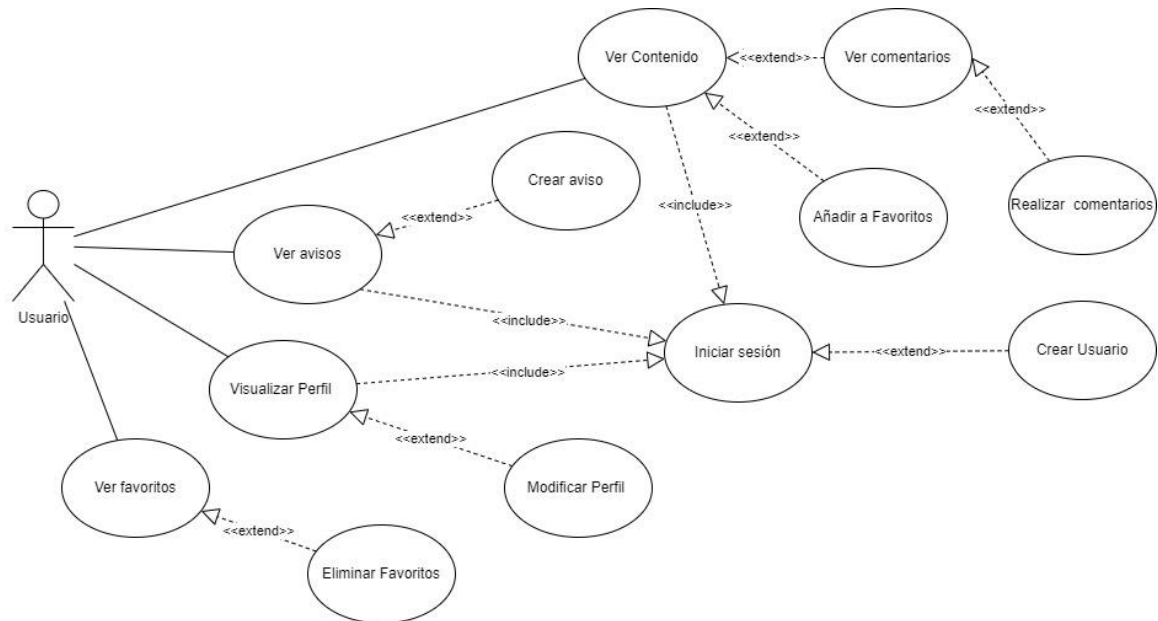 Ver Contenido
<<extend>>
Ver comentarios
<<extend>>
<<extend>>
Crear aviso
<<include>>
Añadir a Favoritos
Realizar comentarios
<<extend>>
Ver avisos
Usuario
<<include>>
Iniciar sesión
<<extend>>
Crear Usuario
<<include>>
Visualizar Perfil
<<extend>>
Ver favoritos
Modificar Perfil
<<extend>>
Eliminar Favoritos